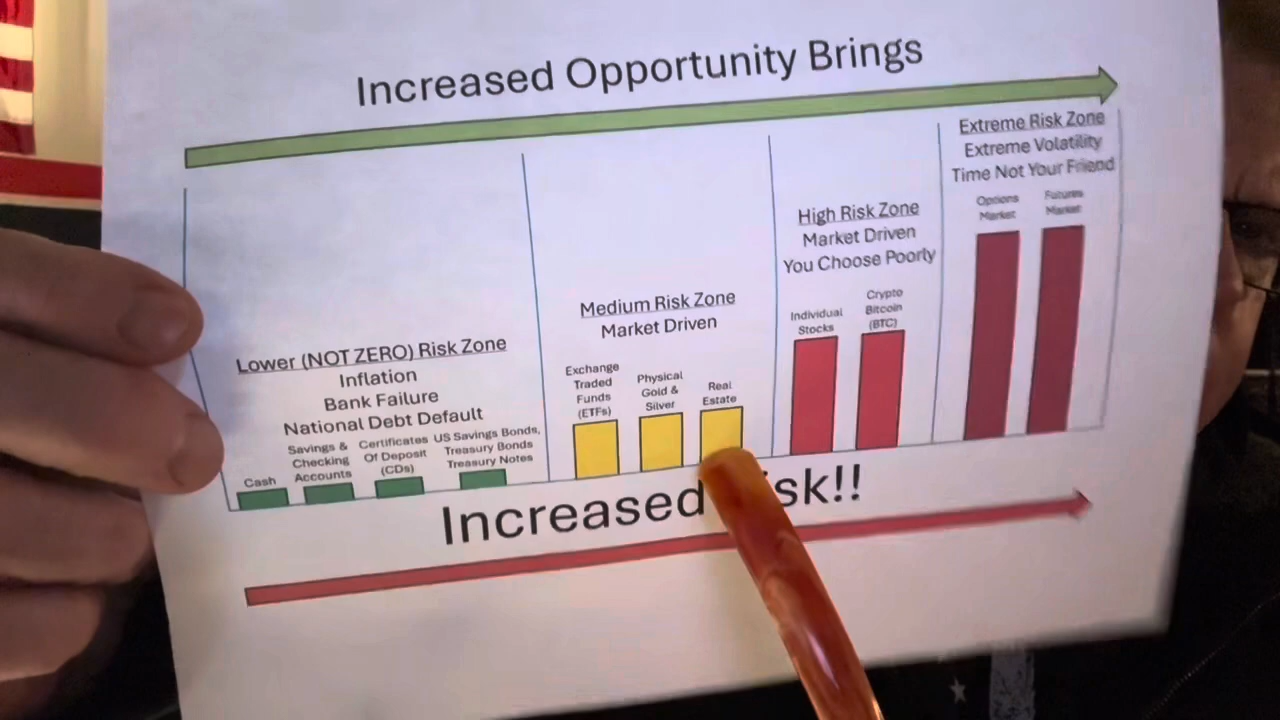 Increased Opportunity Brings
Lower (NOT ZERO) Risk Zone
Inflation
Bank Failure
National Debt Default
Cash
Savings &
Checking
Accounts
Certificates
Of Deposit
(CDs)
US Savings Bonds,
Treasury Bonds
Treasury Notes
Medium Risk Zone
Market Driven
Exchange
Traded
Funds
(ETFs)
Physical
Gold &
Silver
Real
Estate
High Risk Zone
Market Driven
You Choose Poorly
Individual
Stocks
Crypto
Bitcoin
(BTC)
Extreme Risk Zone
Extreme Volatility
Time Not Your Friend
Options
Market
Futures
Market
Increased sk!!